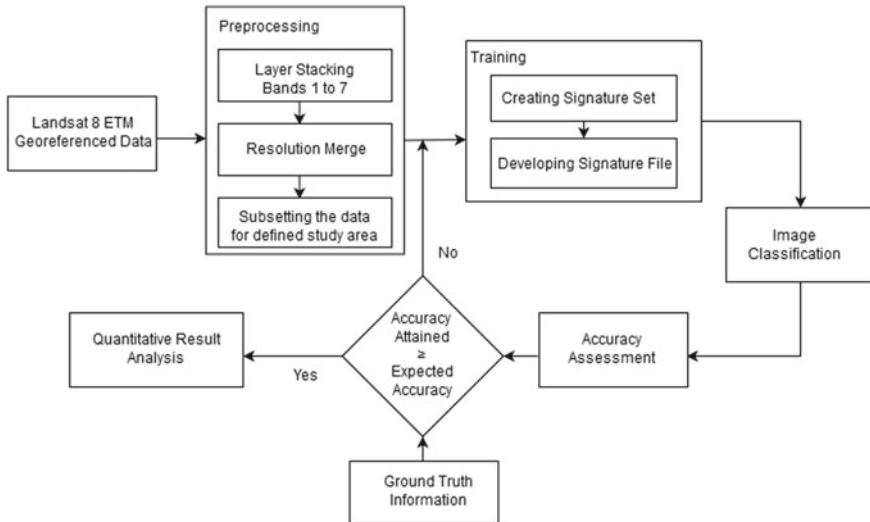 Preprocessing
Layer Stacking
Bands 1 to 7
Resolution Merge
Subsetting the data
for defined study area
Landsat 8 ETM
Georeferenced Data
Training
Creating Signature Set
Developing Signature File
Image
Classification
Accuracy
Assessment
Accuracy
Attained
≥
Expected
Accuracy
No
Yes
Quantitative Result
Analysis
Ground Truth
Information